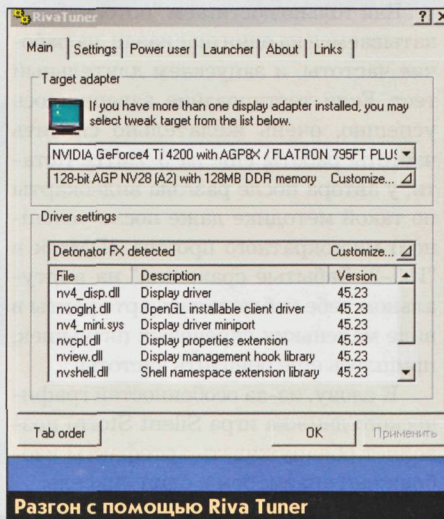 RivaTuner
Main
Settings
Power user
Launcher
About
Links
Target adapter
If you have more than one display adapter installed, you may
select tweak target from the list below.
NVIDIA GeForce4 Ti 4200 with AGP8X / FLATRON 795FT PLUS
128-bit AGP NV28 (A2) with 128MB DDR memory Customize...
Driver settings
Detonator FX detected Customize...
File Description Version
nv4_disp.dll Display driver 45.23
nvoglnt.dll OpenGL installable client driver 45.23
nv4_mini.sys Display driver miniport 45.23
nvcpl.dll Display properties extension 45.23
nview.dll Display management hook library 45.23
nvshell.dll Shell namespace extension library 45.23
Tab order
OK
Применить
Разгон с помощью Riva Tuner